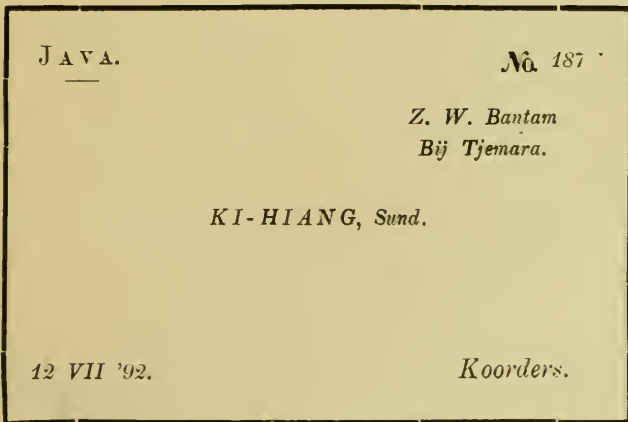 JAVA.
No. 187
Z. W. Bantam
Bij Tjemara.
KI-HIANG, Sund.
12 VII '92.
Koorders.